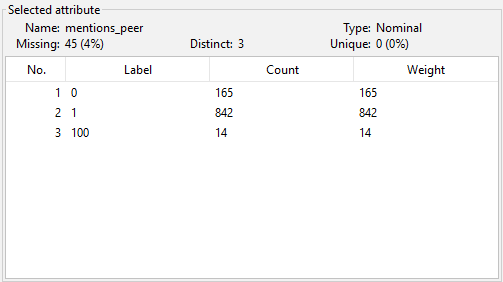 Selected attribute
Name: mentions_peer Type: Nominal
Missing: 45 (4%) Distinct: 3 Unique: 0 (0%)
No. Label Count Weight
1 0 165 165
2 1 842 842
3 100 14 14